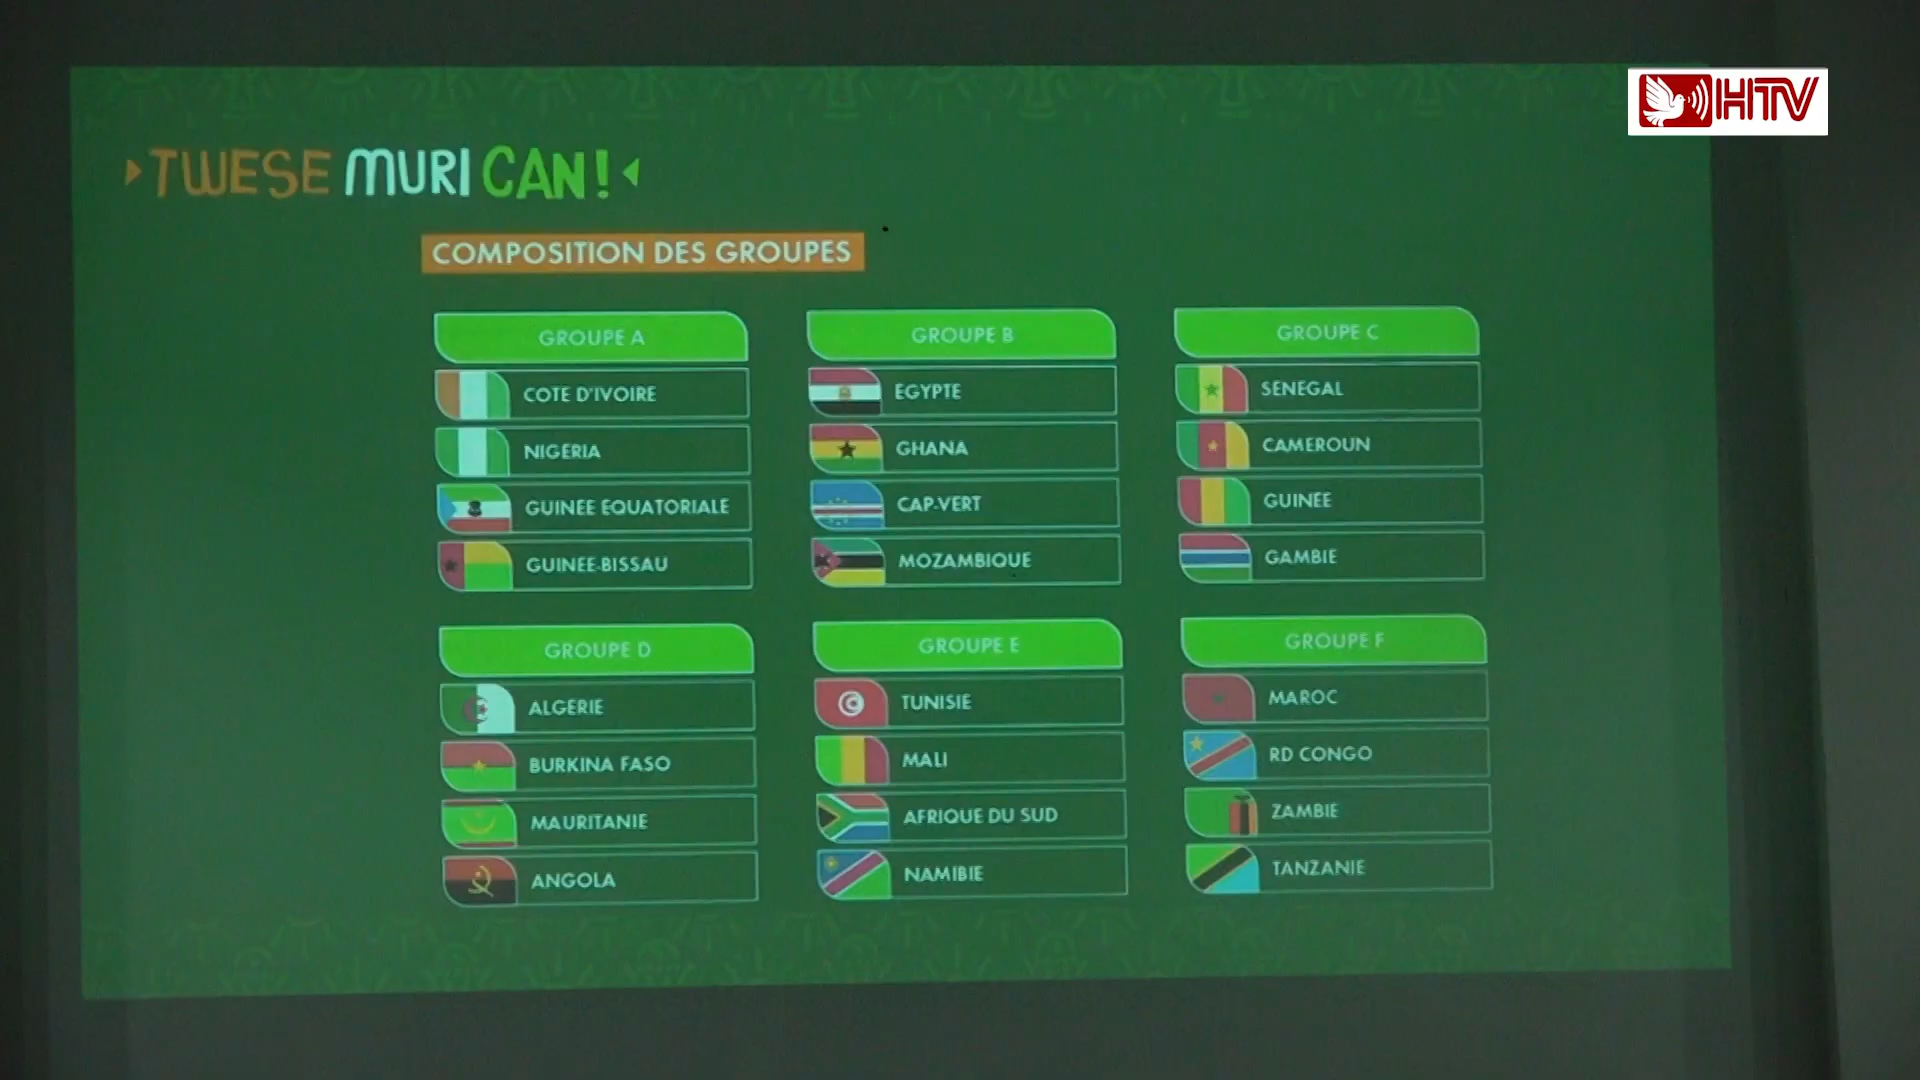 HTV
TWESE MURI CAN!
COMPOSITION DES GROUPES
GROUPE A
COTE D'IVOIRE
NIGERIA
GUINEE EQUATORIALE
GUINEE-BISSAU
GROUPE B
EGYPTE
GHANA
CAP-VERT
MOZAMBIQUE
GROUPE C
SENEGAL
CAMEROUN
GUINEE
GAMBIE
GROUPE D
ALGERIE
BURKINA FASO
MAURITANIE
ANGOLA
GROUPE E
TUNISIE
MALI
AFRIQUE DU SUD
NAMIBIE
GROUPE F
MAROC
RD CONGO
ZAMBIE
TANZANIE